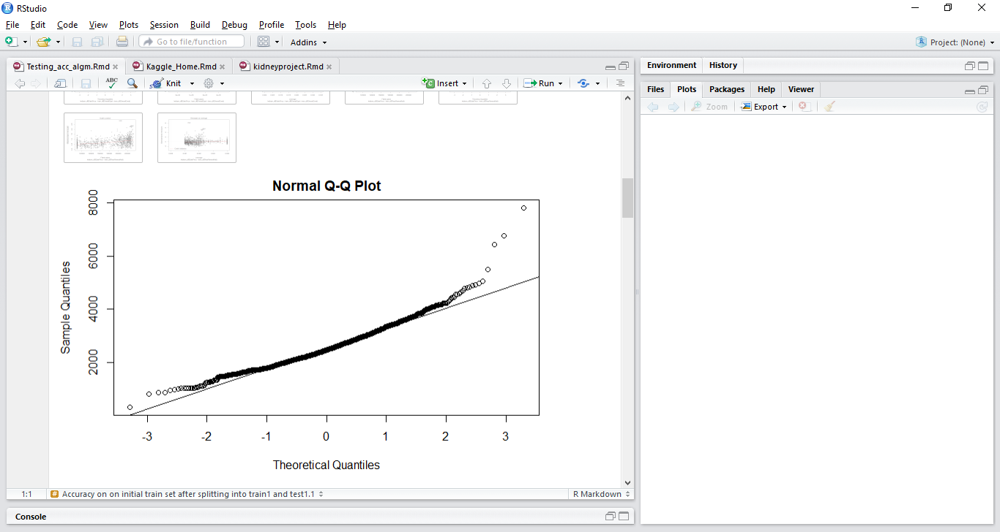 RStudio
File Edit Code View Plots Session Build Debug Profile Tools Help
Go to file/function Addins Project: (None)
Testing_acc_algm.Rmd Kaggle_Home.Rmd kidneyproject.Rmd
ABC Knit Insert Run
Environment History
Files Plots Packages Help Viewer
Zoom Export
Normal Q-Q Plot
8000
6000
4000
2000
Sample Quantiles
-3 -2 -1 0 1 2 3
Theoretical Quantiles
1:1 # Accuracy on on initial train set after splitting into train1 and test1.1 R Markdown
Console